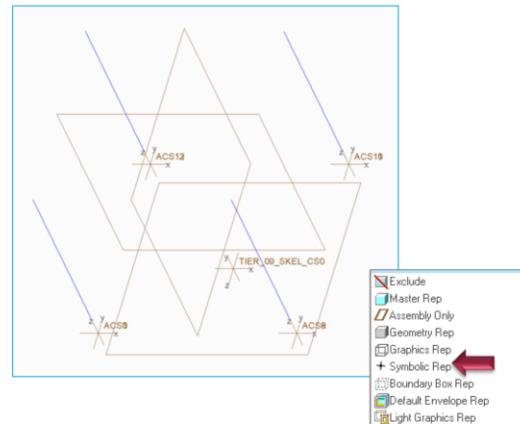 y
z ACS12
x
y
z ACS10
x
y TIER_09_SKEL_CS0
x
z
y
z
x
y
z ACS8
x
Exclude
Master Rep
Assembly Only
Geometry Rep
Graphics Rep
Symbolic Rep
Boundary Box Rep
Default Envelope Rep
Light Graphics Rep